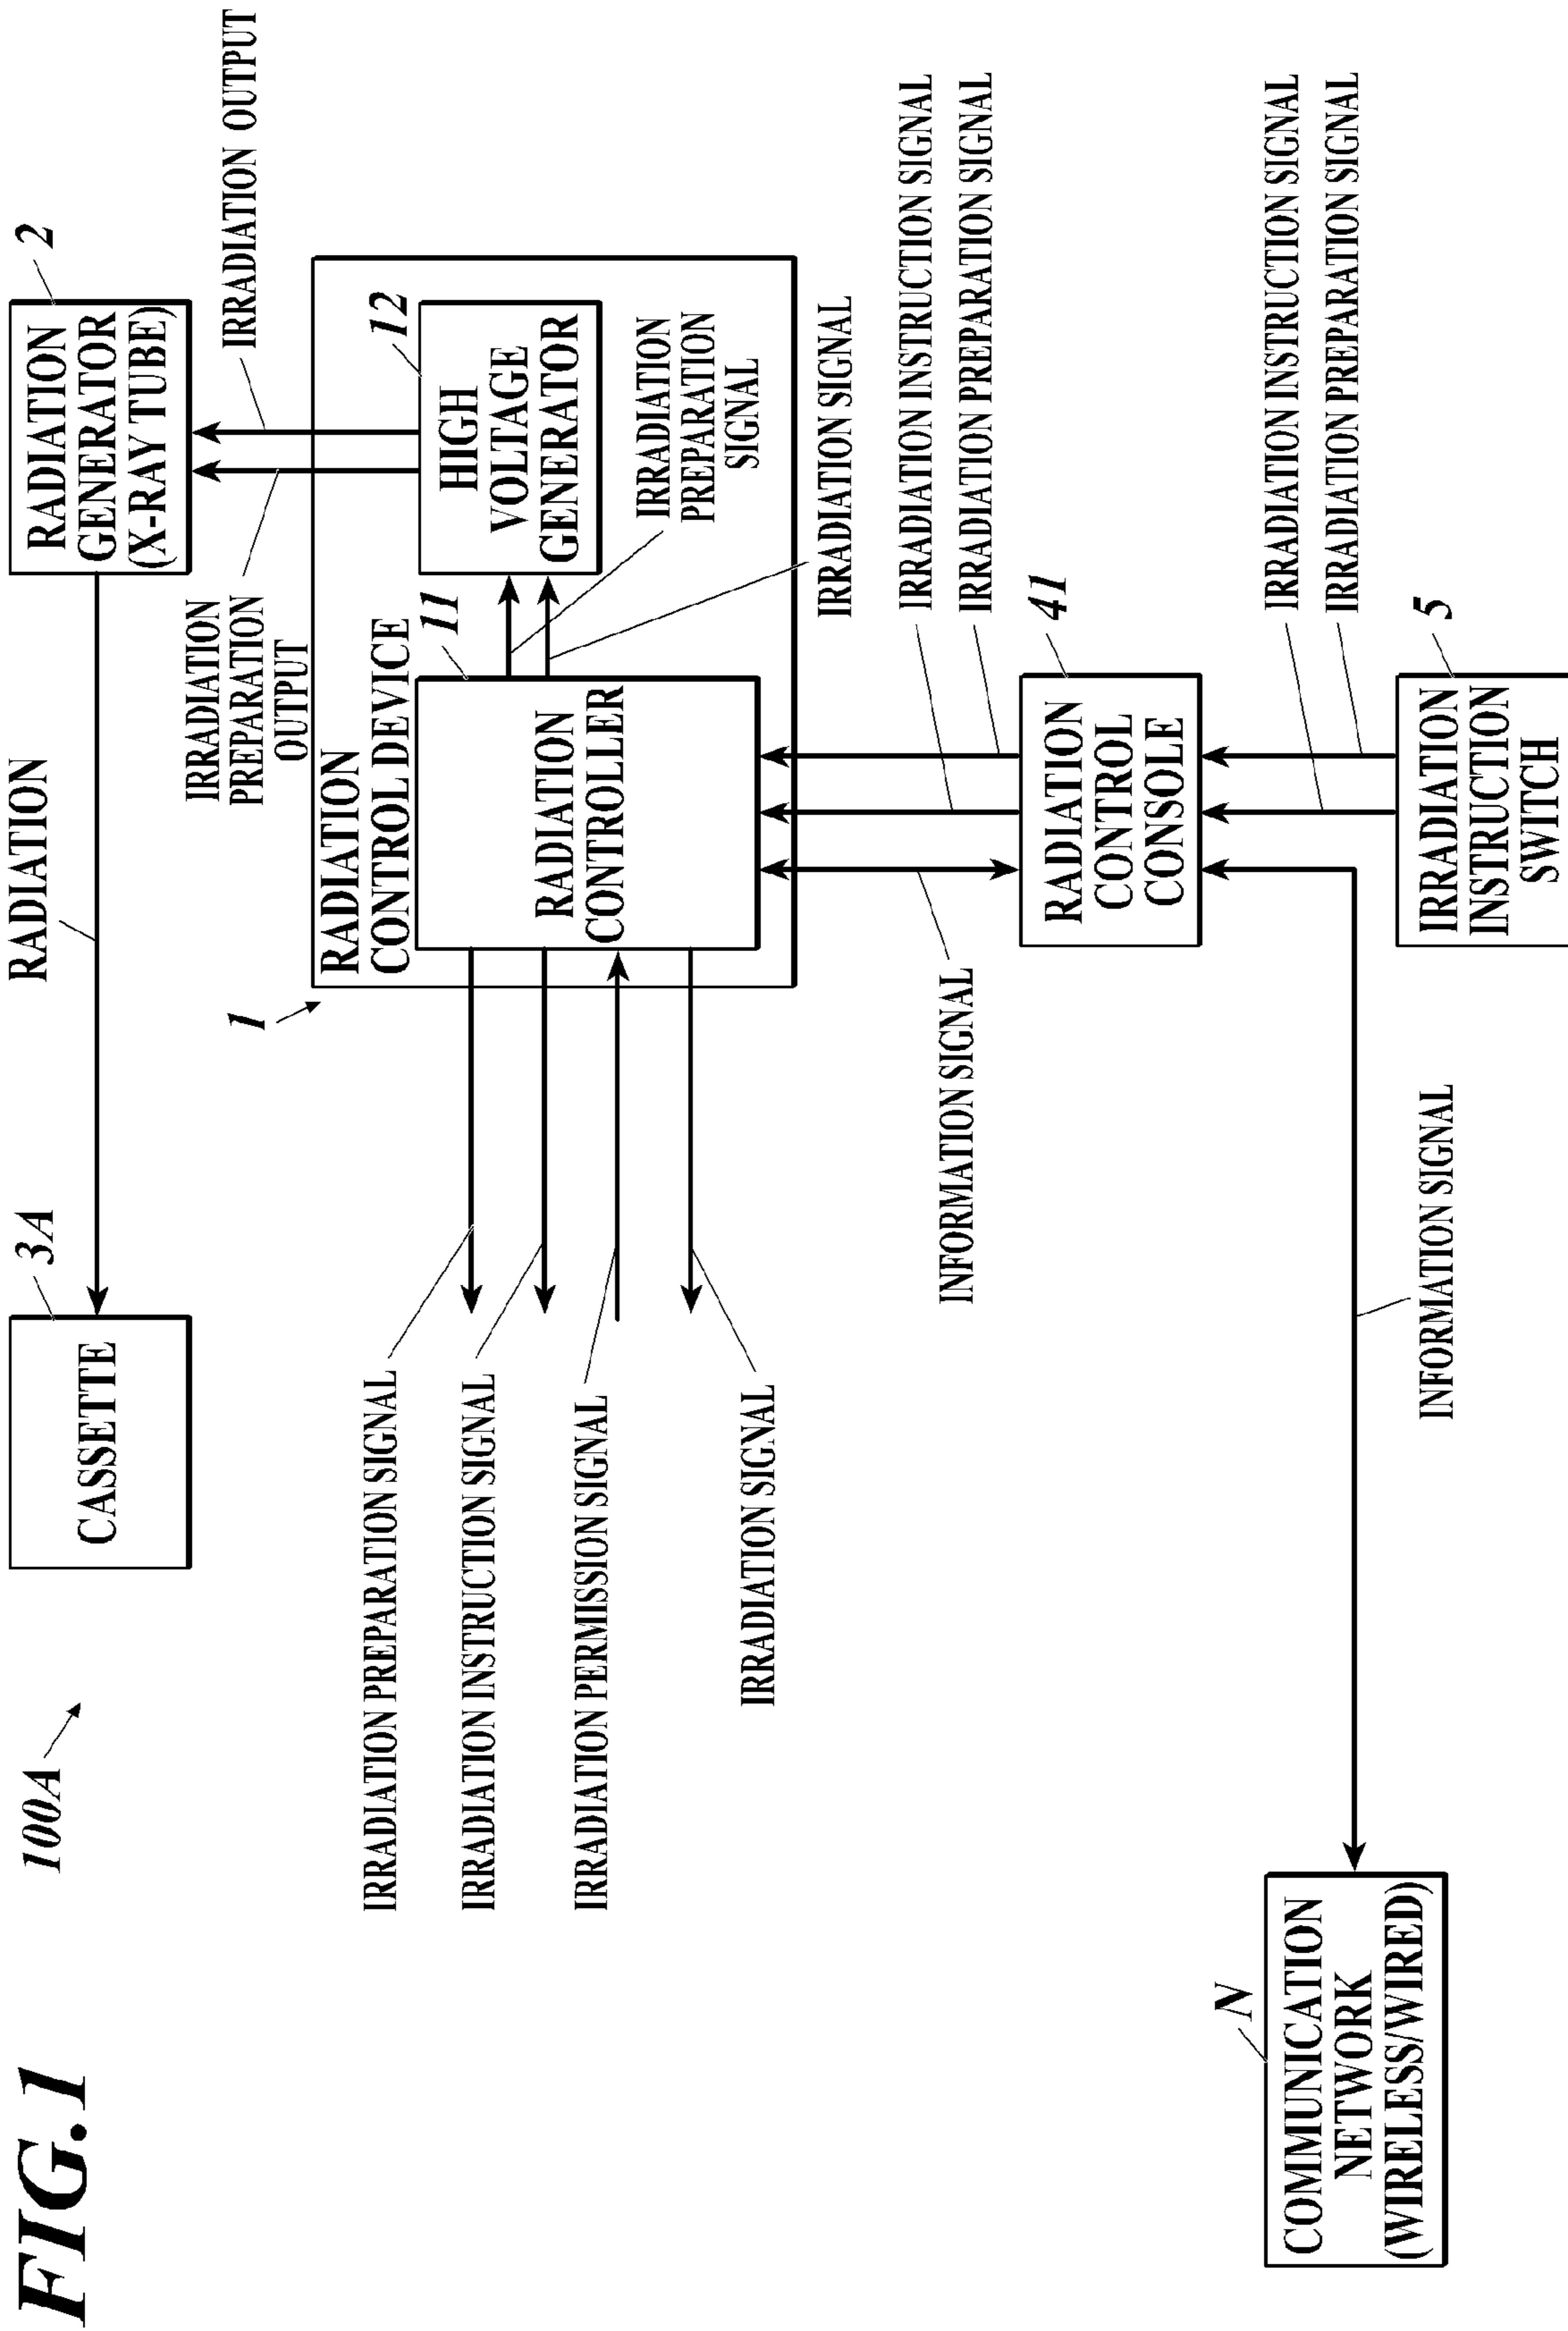 FIG.1
100A
CASSETTE
3A
RADIATION
RADIATION
GENERATOR
(X-RAY TUBE)
2
IRRADIATION
PREPARATION
OUTPUT
IRRADIATION OUTPUT
1
RADIATION
CONTROL DEVICE
11
RADIATION
CONTROLLER
12
HIGH
VOLTAGE
GENERATOR
IRRADIATION
PREPARATION
SIGNAL
IRRADIATION SIGNAL
IRRADIATION PREPARATION SIGNAL
IRRADIATION INSTRUCTION SIGNAL
IRRADIATION PERMISSION SIGNAL
IRRADIATION SIGNAL
INFORMATION SIGNAL
IRRADIATION INSTRUCTION SIGNAL
IRRADIATION PREPARATION SIGNAL
RADIATION
CONTROL
CONSOLE
41
IRRADIATION INSTRUCTION SIGNAL
IRRADIATION PREPARATION SIGNAL
N
COMMUNICATION
NETWORK
(WIRELESS/WIRED)
INFORMATION SIGNAL
IRRADIATION
INSTRUCTION
SWITCH
5